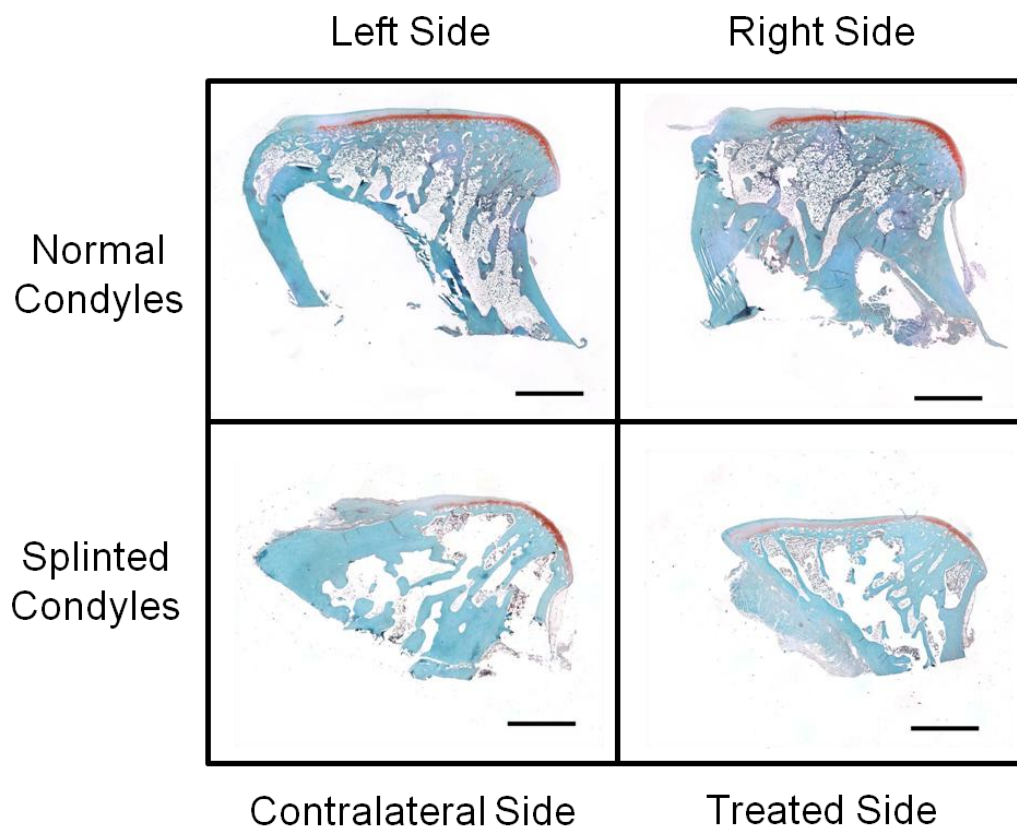 Left Side
Right Side
Normal
Condyles
Splinted
Condyles
Contralateral Side
Treated Side